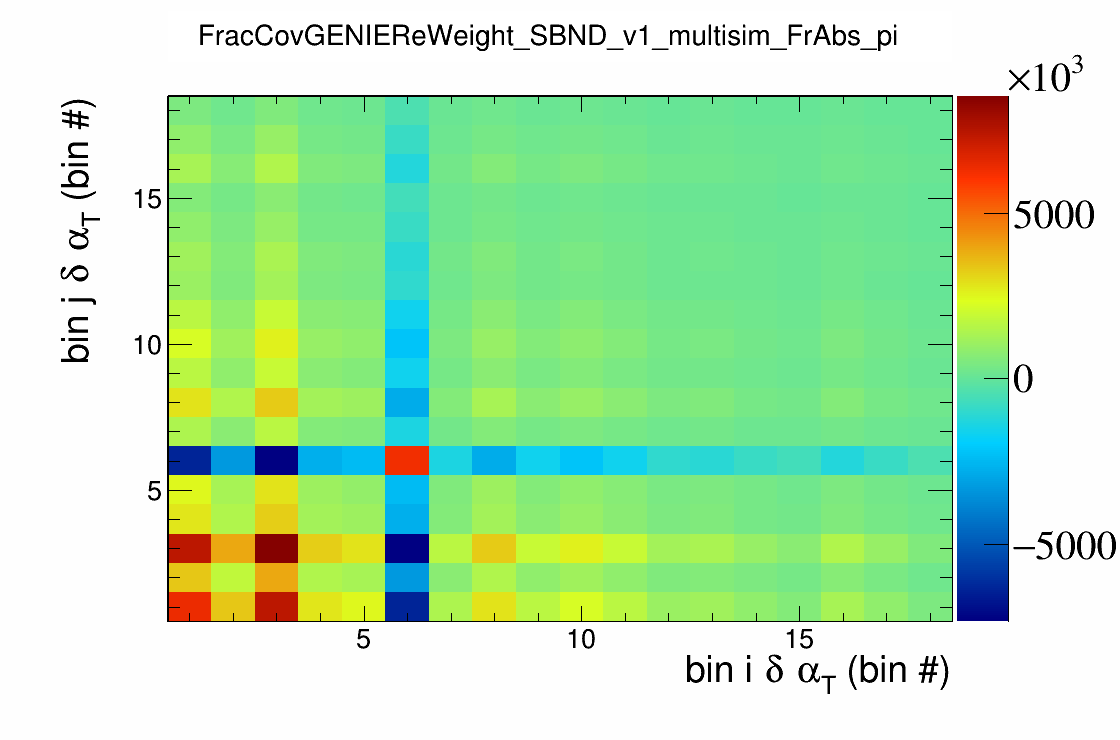 FracCovGENIEReWeight_SBND_v1_multisim_FrAbs_pi
×10³
bin j δ α_T (bin #)
15
10
5
5000
0
−5000
5 10 15
bin i δ α_T (bin #)